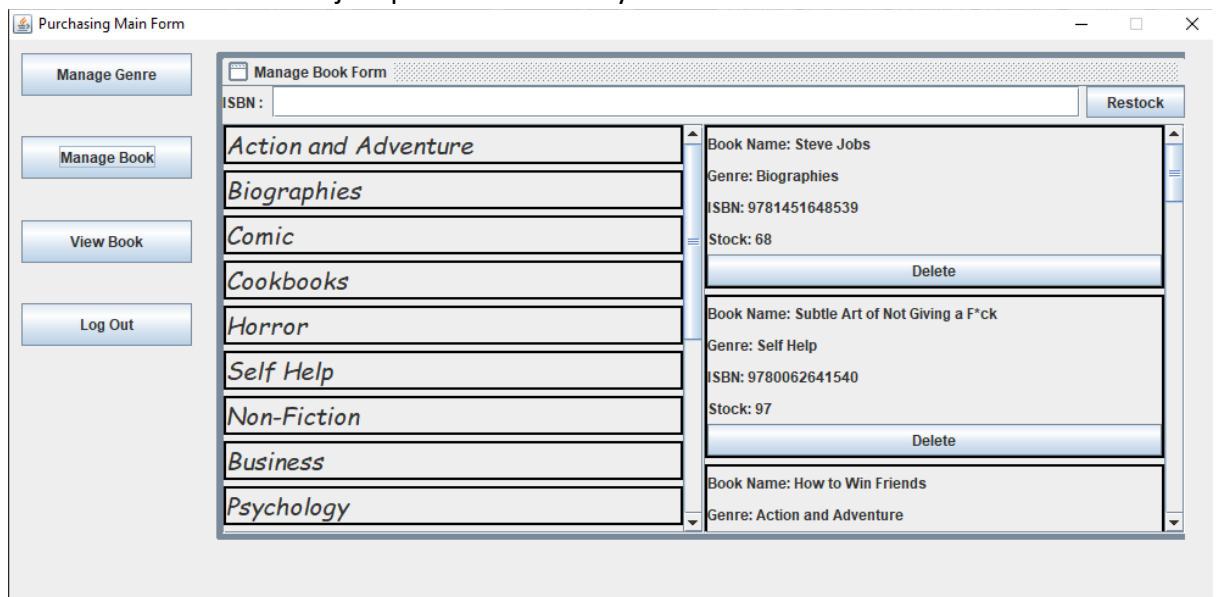 Purchasing Main Form
Manage Genre
Manage Book
View Book
Log Out
Manage Book Form
ISBN :
Restock
Action and Adventure
Biographies
Comic
Cookbooks
Horror
Self Help
Non-Fiction
Business
Psychology
Book Name: Steve Jobs
Genre: Biographies
ISBN: 9781451648539
Stock: 68
Delete
Book Name: Subtle Art of Not Giving a F*ck
Genre: Self Help
ISBN: 9780062641540
Stock: 97
Delete
Book Name: How to Win Friends
Genre: Action and Adventure